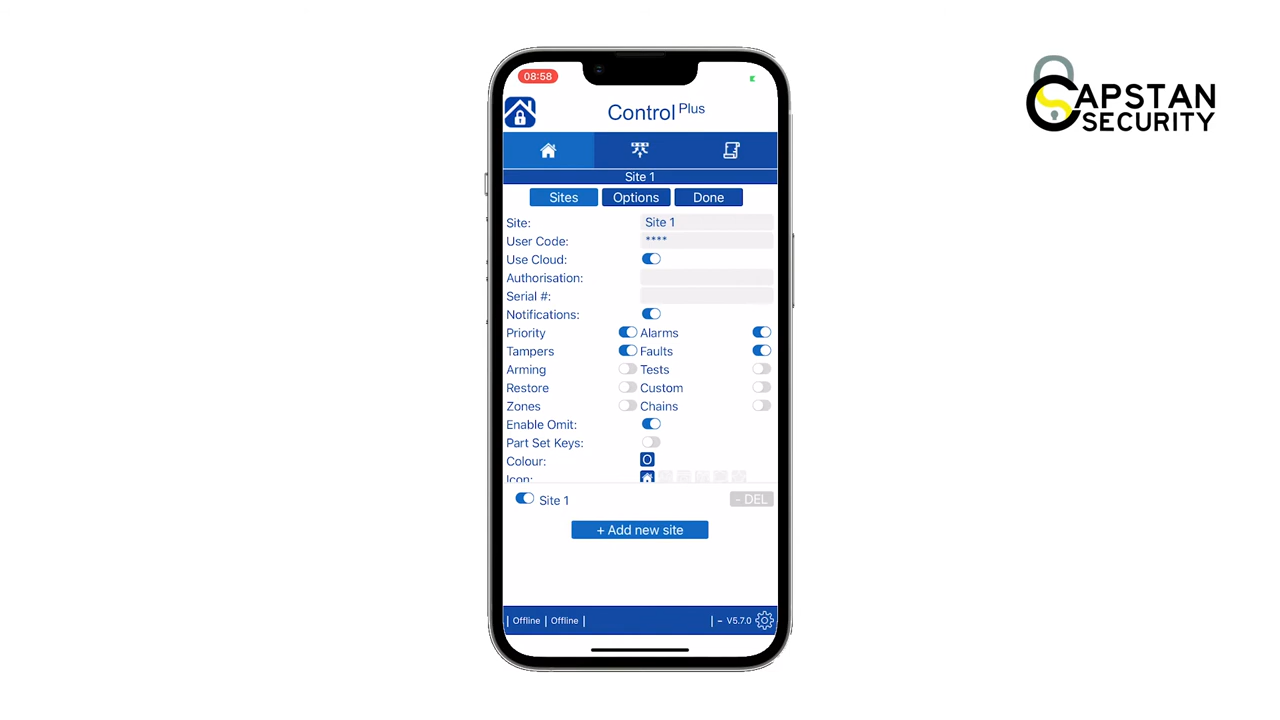 08:58
Control Plus
CAPSTAN
SECURITY
Site 1
Sites Options Done
Site: Site 1
User Code: ****
Use Cloud:
Authorisation:
Serial #:
Notifications:
Priority Alarms
Tampers Faults
Arming Tests
Restore Custom
Zones Chains
Enable Omit:
Part Set Keys:
Colour: O
Icon:
Site 1 - DEL
+ Add new site
| Offline | Offline | | - V5.7.0